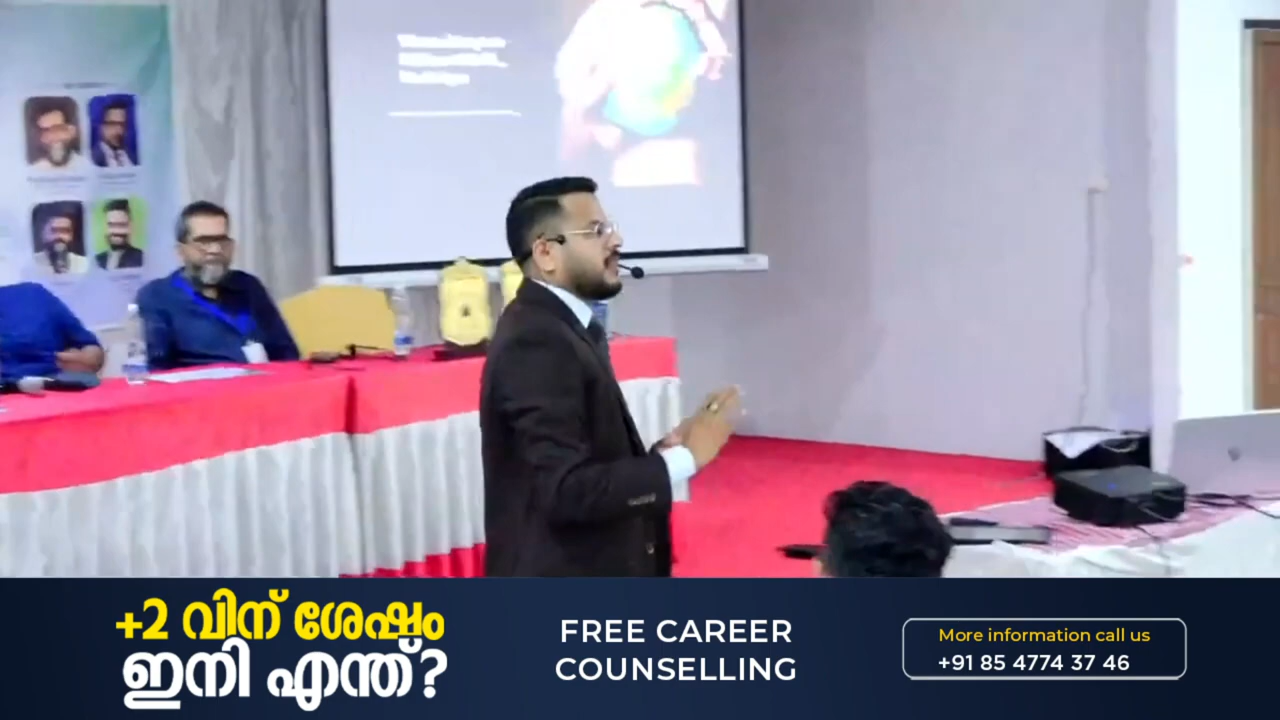 +2 വിന് ശേഷം
ഇനി എന്ത്?
FREE CAREER
COUNSELLING
More information call us
+91 85 4774 37 46